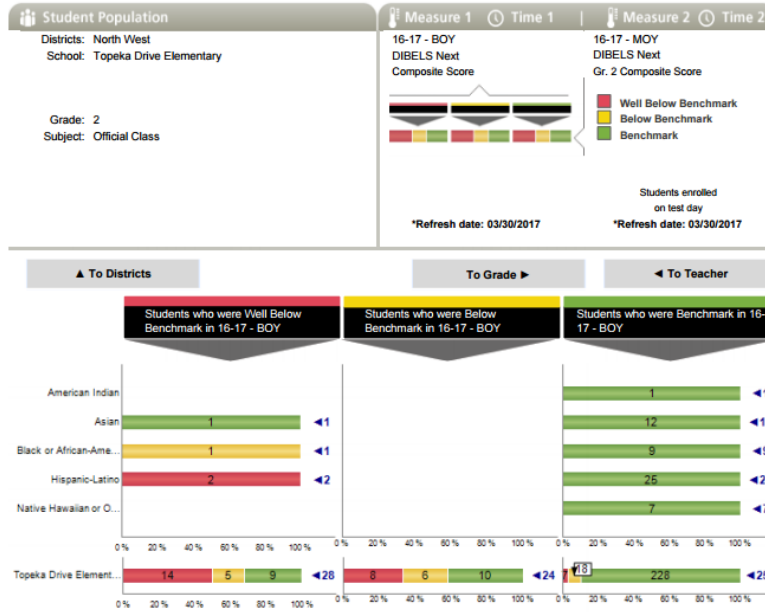 Student Population
Measure 1 Time 1 | Measure 2 Time 2
Districts: North West
School: Topeka Drive Elementary
Grade: 2
Subject: Official Class
16-17 - BOY
DIBELS Next
Composite Score
16-17 - MOY
DIBELS Next
Gr. 2 Composite Score
Well Below Benchmark
Below Benchmark
Benchmark
Students enrolled
on test day
*Refresh date: 03/30/2017
*Refresh date: 03/30/2017
▲ To Districts
To Grade ►
◄ To Teacher
Students who were Well Below
Benchmark in 16-17 - BOY
Students who were Below
Benchmark in 16-17 - BOY
Students who were Benchmark in 16-
17 - BOY
American Indian 1
Asian 1 ◄1 12
Black or African-Ame... 1 ◄1 9
Hispanic-Latino 2 ◄2 25
Native Hawaiian or O... 7
0 % 20 % 40 % 60 % 80 % 100 % 0 % 20 % 40 % 60 % 80 % 100 % 0 % 20 % 40 % 60 % 80 % 100 %
Topeka Drive Element... 14 5 9 ◄28 8 6 10 ◄24 7 18 228
0 % 20 % 40 % 60 % 80 % 100 % 0 % 20 % 40 % 60 % 80 % 100 % 0 % 20 % 40 % 60 % 80 % 100 %